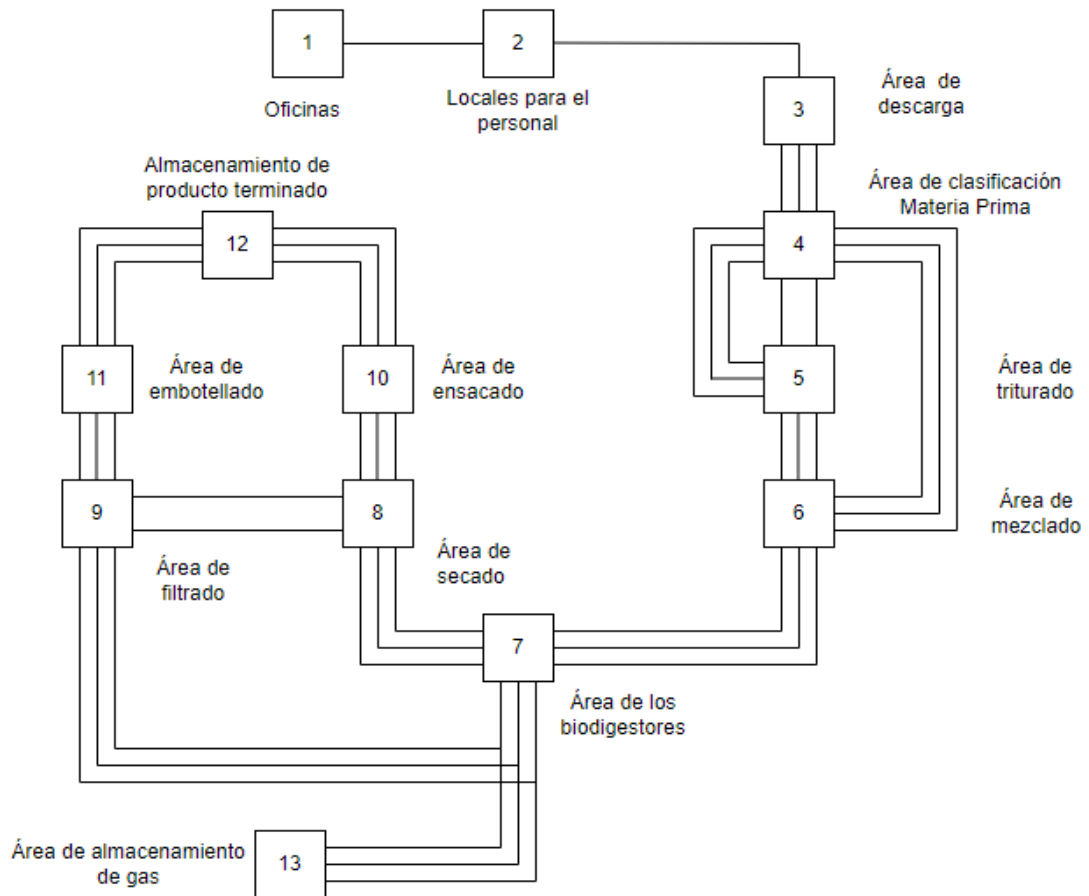 1
2
Oficinas
Locales para el
personal
3
Área de
descarga
Almacenamiento de
producto terminado
12
4
Área de clasificación
Materia Prima
11
Área de
embotellado
10
Área de
ensacado
5
Área de
triturado
9
Área de
filtrado
8
Área de
secado
6
Área de
mezclado
7
Área de los
biodigestores
Área de almacenamiento
de gas
13